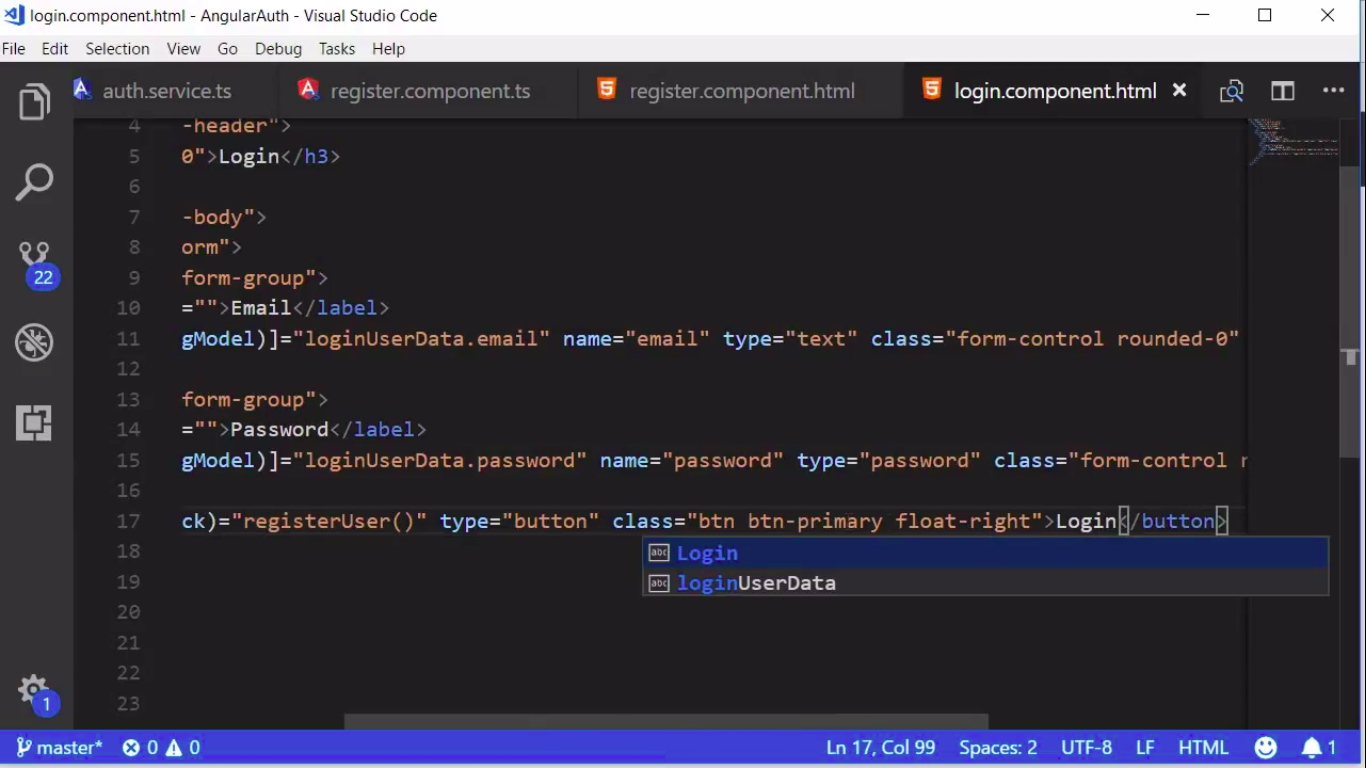 login.component.html - AngularAuth - Visual Studio Code
File Edit Selection View Go Debug Tasks Help
auth.service.ts register.component.ts register.component.html login.component.html
4 -header">
5 0">Login</h3>
6
7 -body">
8 orm">
9 form-group">
10 ="">Email</label>
11 gModel)]="loginUserData.email" name="email" type="text" class="form-control rounded-0"
12
13 form-group">
14 ="">Password</label>
15 gModel)]="loginUserData.password" name="password" type="password" class="form-control r
16
17 ck)="registerUser()" type="button" class="btn btn-primary float-right">Login</button>
18 abc Login
19 abc loginUserData
20
21
22
23
22
1
master* 0 0 Ln 17, Col 99 Spaces: 2 UTF-8 LF HTML 1